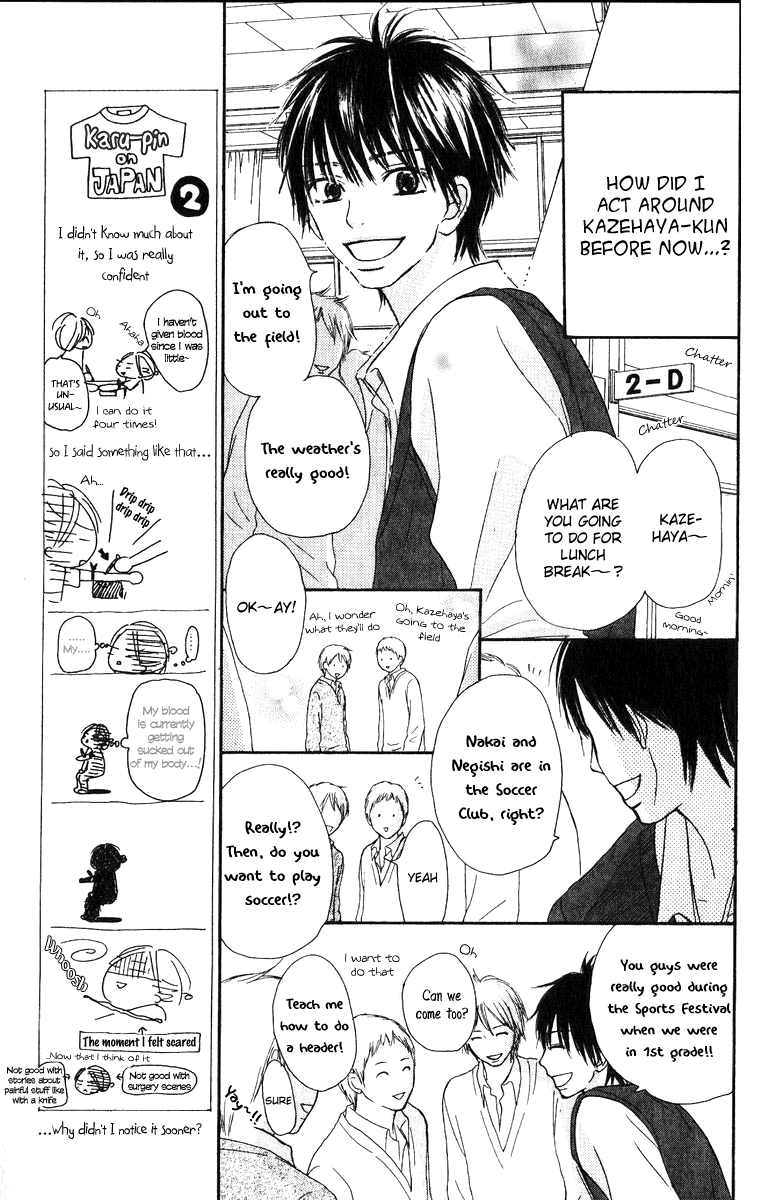 HOW DID I
ACT AROUND
KAZEHAYA-KUN
BEFORE NOW...?
Chatter
2-D
Chatter
KAZE-
HAYA~
WHAT ARE
YOU GOING
TO DO FOR
LUNCH
BREAK~?
Mornin'
Good
morning~
I'm going
out to
the field!
The weather's
really good!
OK~AY!
Oh, Kazehaya's
going to the
field
Ah, I wonder
what they'll do
Nakai and
Negishi are in
the Soccer
Club, right?
YEAH
Really!?
Then, do you
want to play
soccer!?
You guys were
really good during
the Sports Festival
when we were
in 1st grade!!
Oh
Can we
come too?
I want to
do that
Teach me
how to do
a header!
SURE
Yay~!!
Karu-pin
on
JAPAN
2
I didn't know much about
it, so I was really
confident
Oh
Ahaha
I haven't
given blood
since I was
little~
THAT'S
UN-
USUAL~
I can do it
four times!
so I said something like that...
Ah...
Drip drip
drip drip
......
......
My....
My blood
is currently
getting
sucked out
of my body...!
Whoosh
The moment I felt scared
...Now that I think of it
Not good with
stories about
painful stuff like
with a knife
Not good with
surgery scenes
...why didn't I notice it sooner?